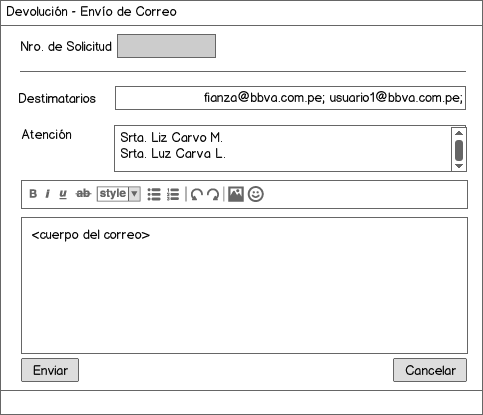 Devolución - Envío de Correo
Nro. de Solicitud
Destimatarios fianza@bbva.com.pe; usuario1@bbva.com.pe;
Atención Srta. Liz Carvo M.
Srta. Luz Carva L.
B i u ab style
<cuerpo del correo>
Enviar Cancelar